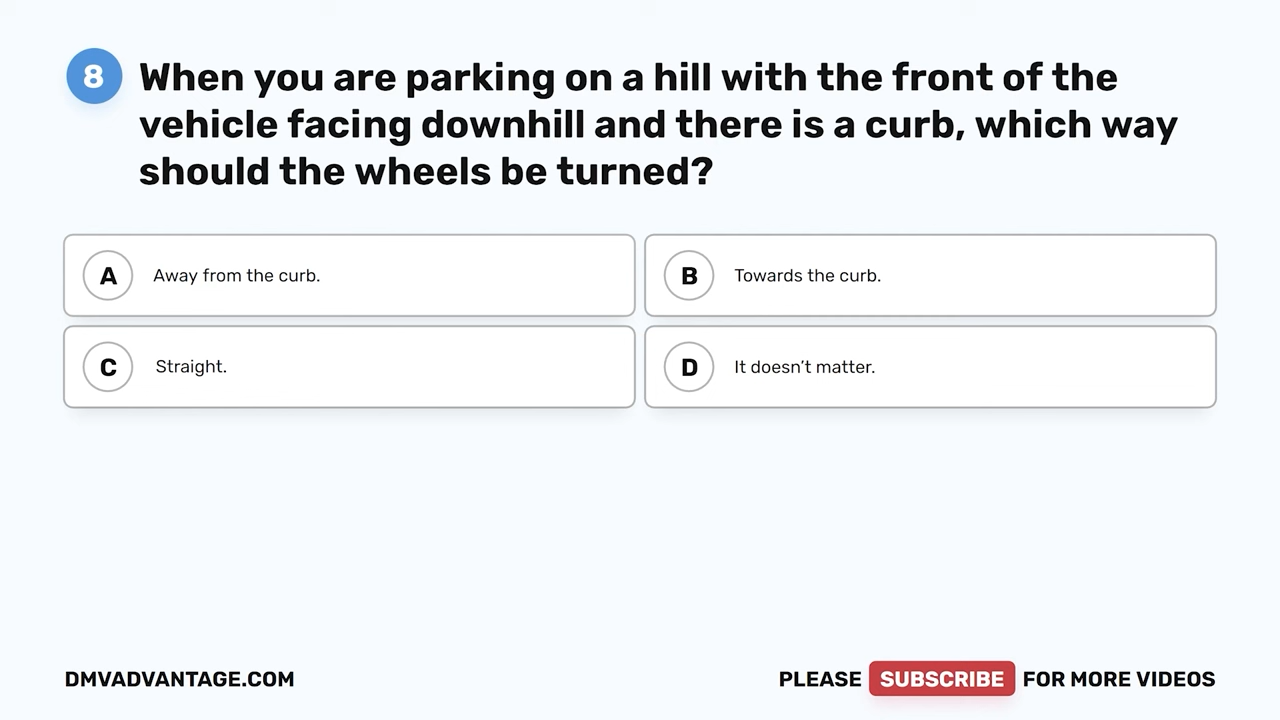 8
When you are parking on a hill with the front of the
vehicle facing downhill and there is a curb, which way
should the wheels be turned?
A Away from the curb.
B Towards the curb.
C Straight.
D It doesn’t matter.
DMVADVANTAGE.COM
PLEASE SUBSCRIBE FOR MORE VIDEOS